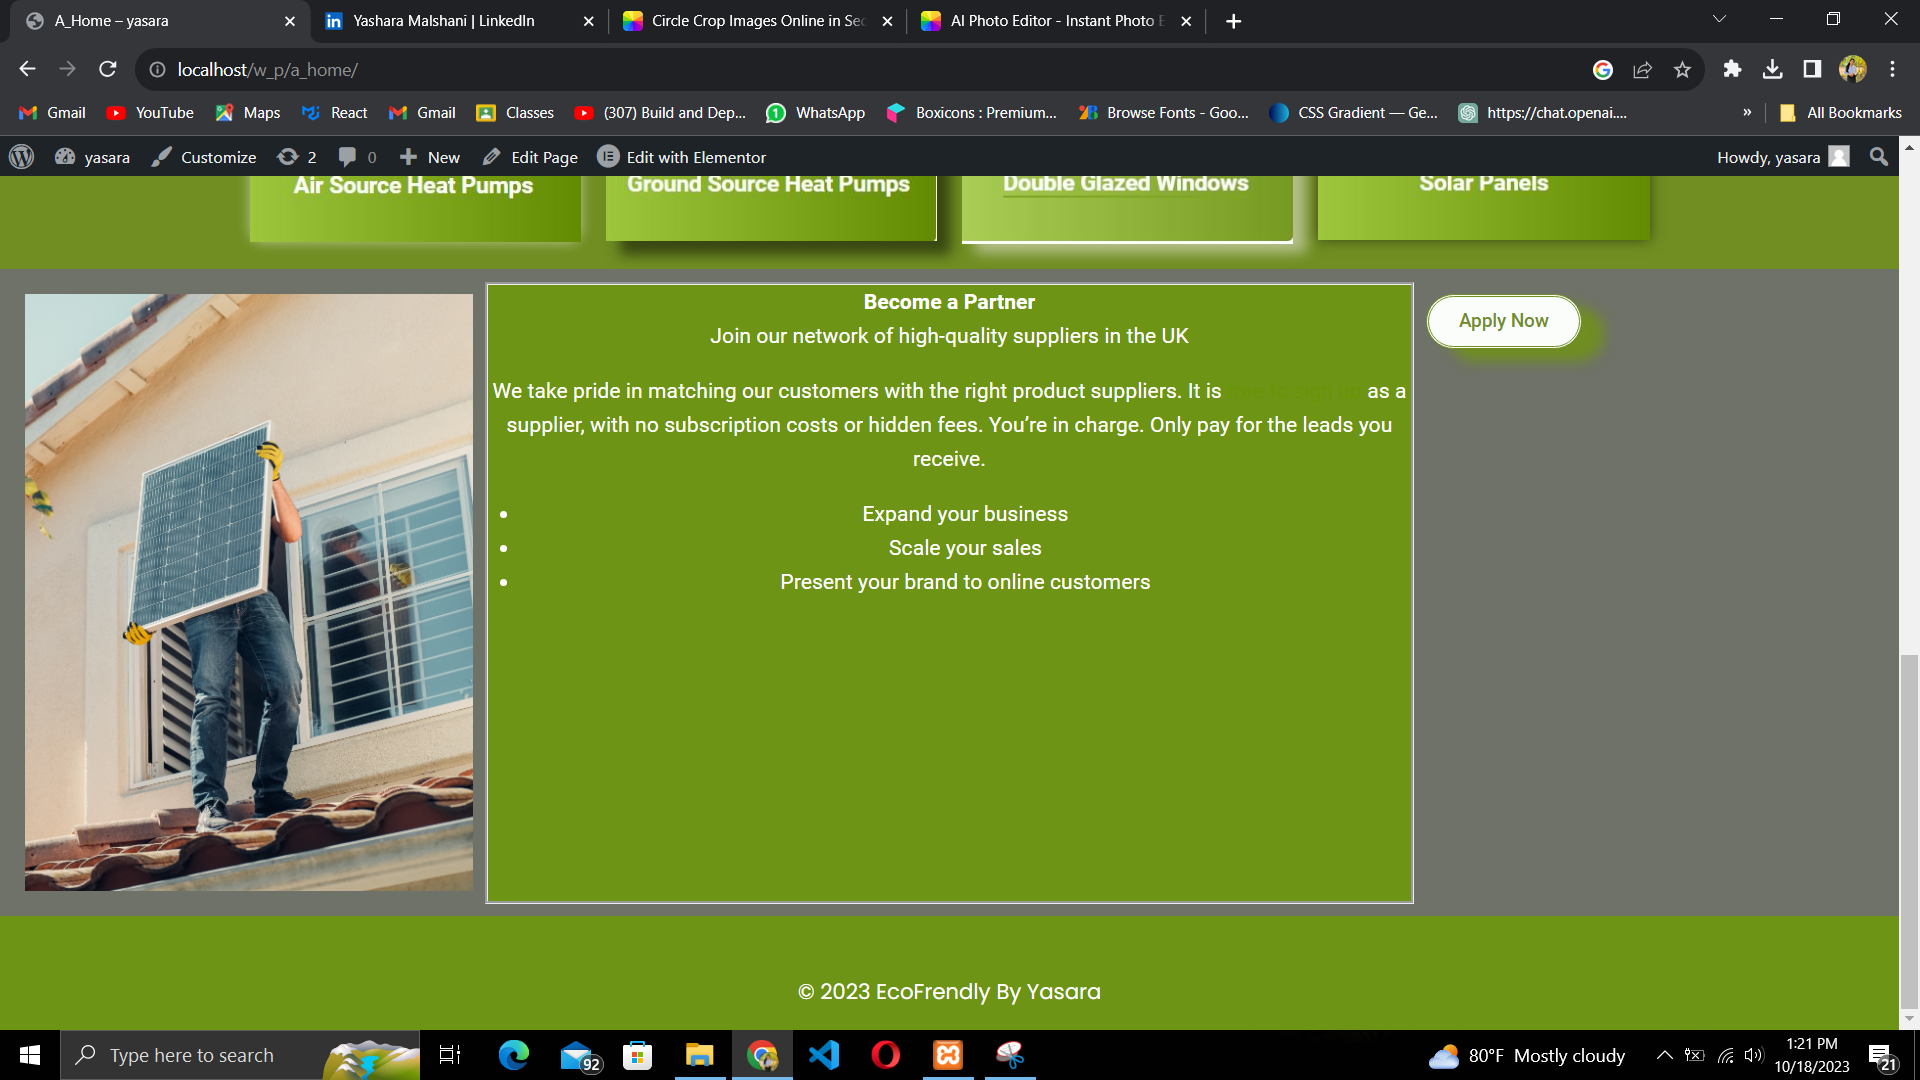 A_Home – yasara
Yashara Malshani | LinkedIn
Circle Crop Images Online in Sec
AI Photo Editor - Instant Photo E
localhost/w_p/a_home/
Gmail
YouTube
Maps
React
Gmail
Classes
(307) Build and Dep...
WhatsApp
Boxicons : Premium...
Browse Fonts - Goo...
CSS Gradient — Ge...
https://chat.openai....
»
All Bookmarks
yasara
Customize
2
0
New
Edit Page
Edit with Elementor
Howdy, yasara
Air Source Heat Pumps
Ground Source Heat Pumps
Double Glazed Windows
Solar Panels
Become a Partner
Join our network of high-quality suppliers in the UK
We take pride in matching our customers with the right product suppliers. It is as a
supplier, with no subscription costs or hidden fees. You’re in charge. Only pay for the leads you
receive.
Expand your business
Scale your sales
Present your brand to online customers
Apply Now
© 2023 EcoFrendly By Yasara
Type here to search
92
80°F Mostly cloudy
1:21 PM
10/18/2023
21